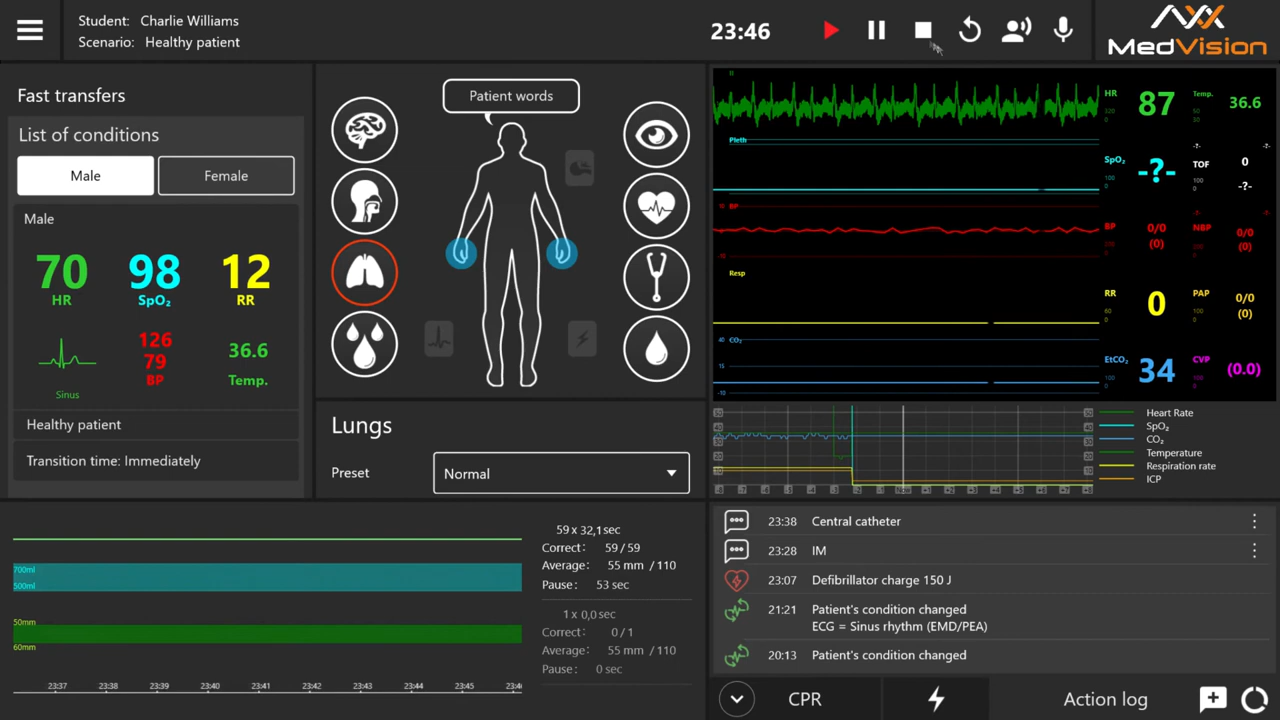 Student: Charlie Williams
Scenario: Healthy patient
23:46
MedVision
Fast transfers
List of conditions
Male
Female
Male
70
HR
98
SpO₂
12
RR
Sinus
126
79
BP
36.6
Temp.
Healthy patient
Transition time: Immediately
Patient words
Lungs
Preset
Normal
II
Pleth
BP
Resp
CO₂
HR
87
Temp.
36.6
SpO₂
100
0
-?-
TOF
0
-?-
BP
0/0
(0)
NBP
0/0
(0)
RR
0
PAP
0/0
(0)
EtCO₂
34
CVP
(0.0)
40
15
-10
Heart Rate
SpO₂
CO₂
Temperature
Respiration rate
ICP
700ml
500ml
50mm
60mm
23:37 23:38 23:39 23:40 23:41 23:42 23:43 23:44 23:45
59 x 32,1 sec
Correct: 59 / 59
Average: 55 mm / 110
Pause: 53 sec
1 x 0,0 sec
Correct: 0 / 1
Average: 55 mm / 110
Pause: 0 sec
23:38 Central catheter
23:28 IM
23:07 Defibrillator charge 150 J
21:21 Patient's condition changed
ECG = Sinus rhythm (EMD/PEA)
20:13 Patient's condition changed
CPR
Action log